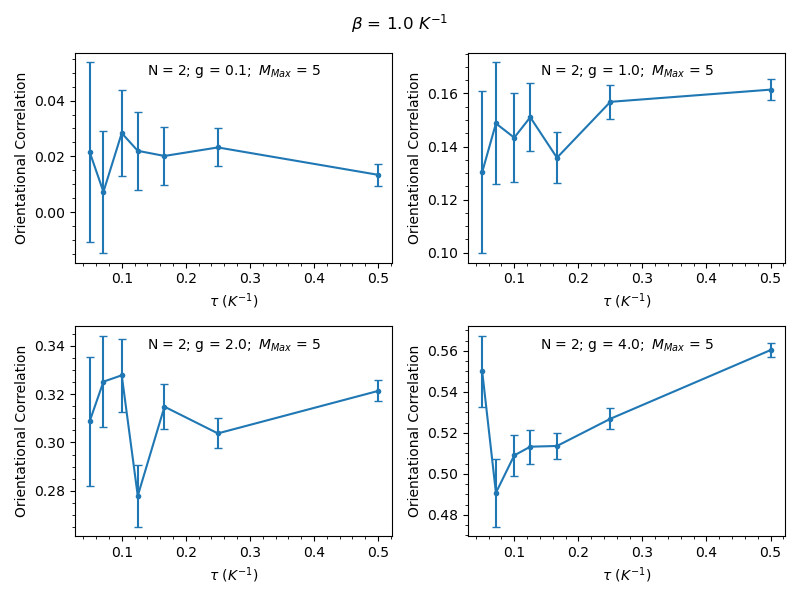 β = 1.0 K⁻¹
N = 2; g = 0.1; M_Max = 5
Orientational Correlation
0.04
0.02
0.00
0.1 0.2 0.3 0.4 0.5
τ (K⁻¹)
N = 2; g = 1.0; M_Max = 5
Orientational Correlation
0.16
0.14
0.12
0.10
0.1 0.2 0.3 0.4 0.5
τ (K⁻¹)
N = 2; g = 2.0; M_Max = 5
Orientational Correlation
0.34
0.32
0.30
0.28
0.1 0.2 0.3 0.4 0.5
τ (K⁻¹)
N = 2; g = 4.0; M_Max = 5
Orientational Correlation
0.56
0.54
0.52
0.50
0.48
0.1 0.2 0.3 0.4 0.5
τ (K⁻¹)